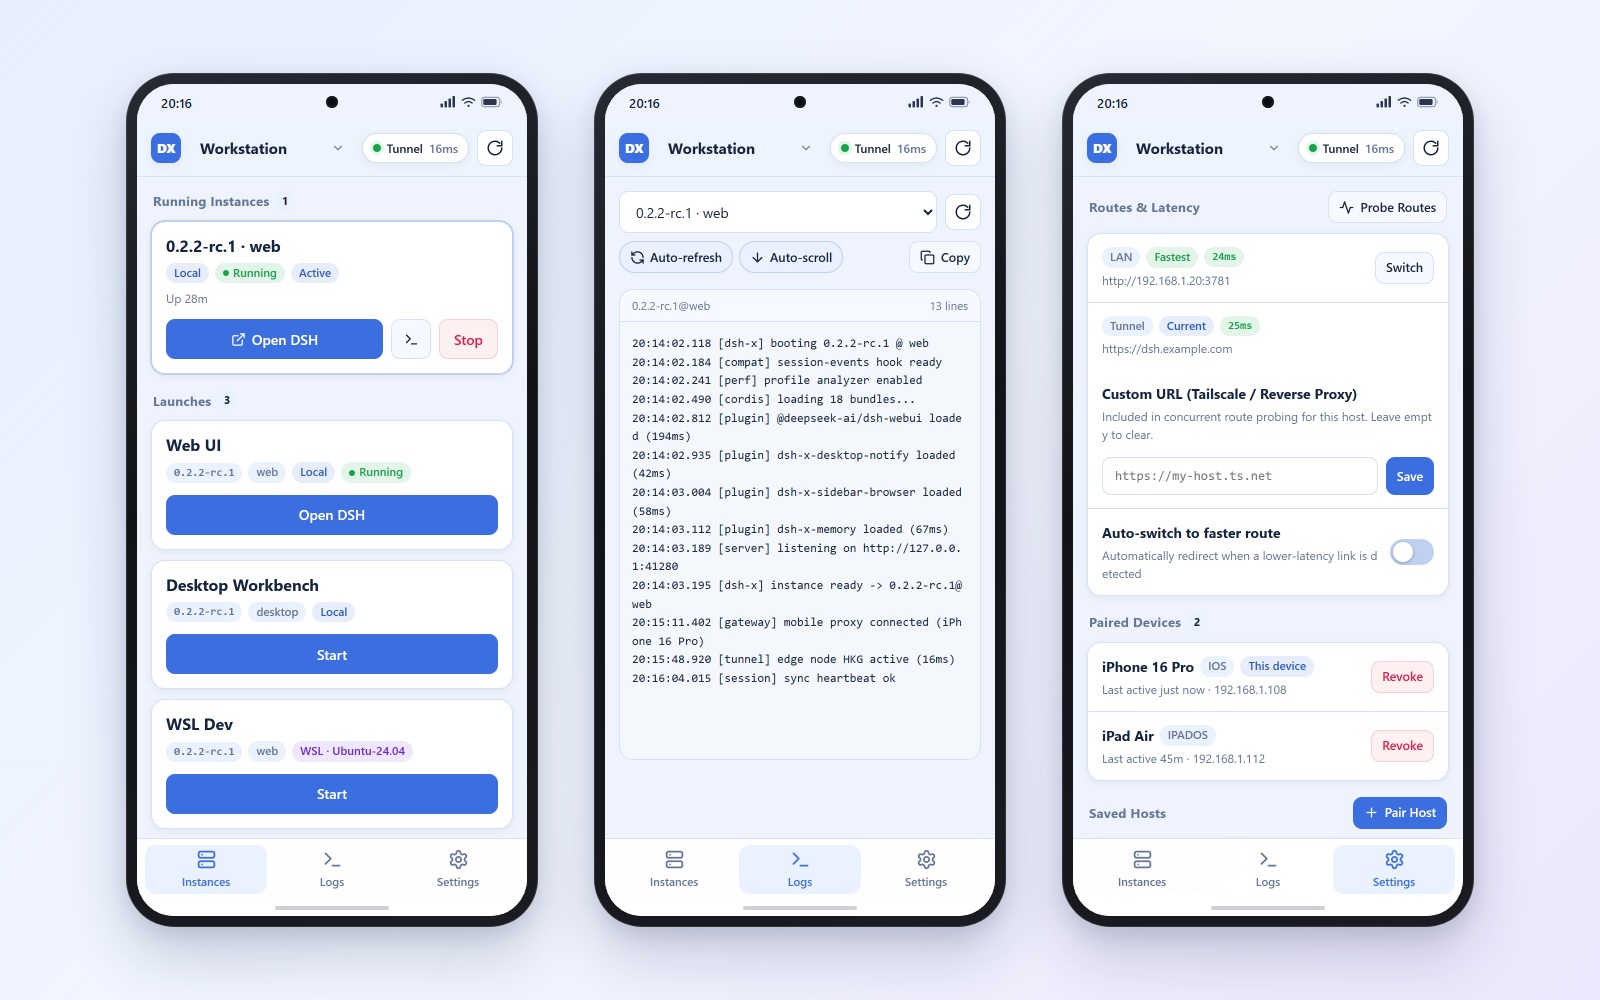 20:16
DX
Workstation
Tunnel 16ms
Running Instances 1
0.2.2-rc.1 · web
Local
Running
Active
Up 28m
Open DSH
Stop
Launches 3
Web UI
0.2.2-rc.1
web
Local
Running
Open DSH
Desktop Workbench
0.2.2-rc.1
desktop
Local
Start
WSL Dev
0.2.2-rc.1
web
WSL · Ubuntu-24.04
Start
Instances
Logs
Settings
20:16
DX
Workstation
Tunnel 16ms
0.2.2-rc.1 · web
Auto-refresh
Auto-scroll
Copy
0.2.2-rc.1@web
13 lines
20:14:02.118 [dsh-x] booting 0.2.2-rc.1 @ web
20:14:02.184 [compat] session-events hook ready
20:14:02.241 [perf] profile analyzer enabled
20:14:02.490 [cordis] loading 18 bundles...
20:14:02.812 [plugin] @deepseek-ai/dsh-webui loade
d (194ms)
20:14:02.935 [plugin] dsh-x-desktop-notify loaded
(42ms)
20:14:03.004 [plugin] dsh-x-sidebar-browser loaded
(58ms)
20:14:03.112 [plugin] dsh-x-memory loaded (67ms)
20:14:03.189 [server] listening on http://127.0.0.
1:41280
20:14:03.195 [dsh-x] instance ready -> 0.2.2-rc.1@
web
20:15:11.402 [gateway] mobile proxy connected (iPh
one 16 Pro)
20:15:48.920 [tunnel] edge node HKG active (16ms)
20:16:04.015 [session] sync heartbeat ok
Instances
Logs
Settings
20:16
DX
Workstation
Tunnel 16ms
Routes & Latency
Probe Routes
LAN
Fastest
24ms
http://192.168.1.20:3781
Switch
Tunnel
Current
25ms
https://dsh.example.com
Custom URL (Tailscale / Reverse Proxy)
Included in concurrent route probing for this host. Leave empt
y to clear.
https://my-host.ts.net
Save
Auto-switch to faster route
Automatically redirect when a lower-latency link is d
etected
Paired Devices 2
iPhone 16 Pro
IOS
This device
Last active just now · 192.168.1.108
Revoke
iPad Air
IPADOS
Last active 45m · 192.168.1.112
Revoke
Saved Hosts
Pair Host
Instances
Logs
Settings